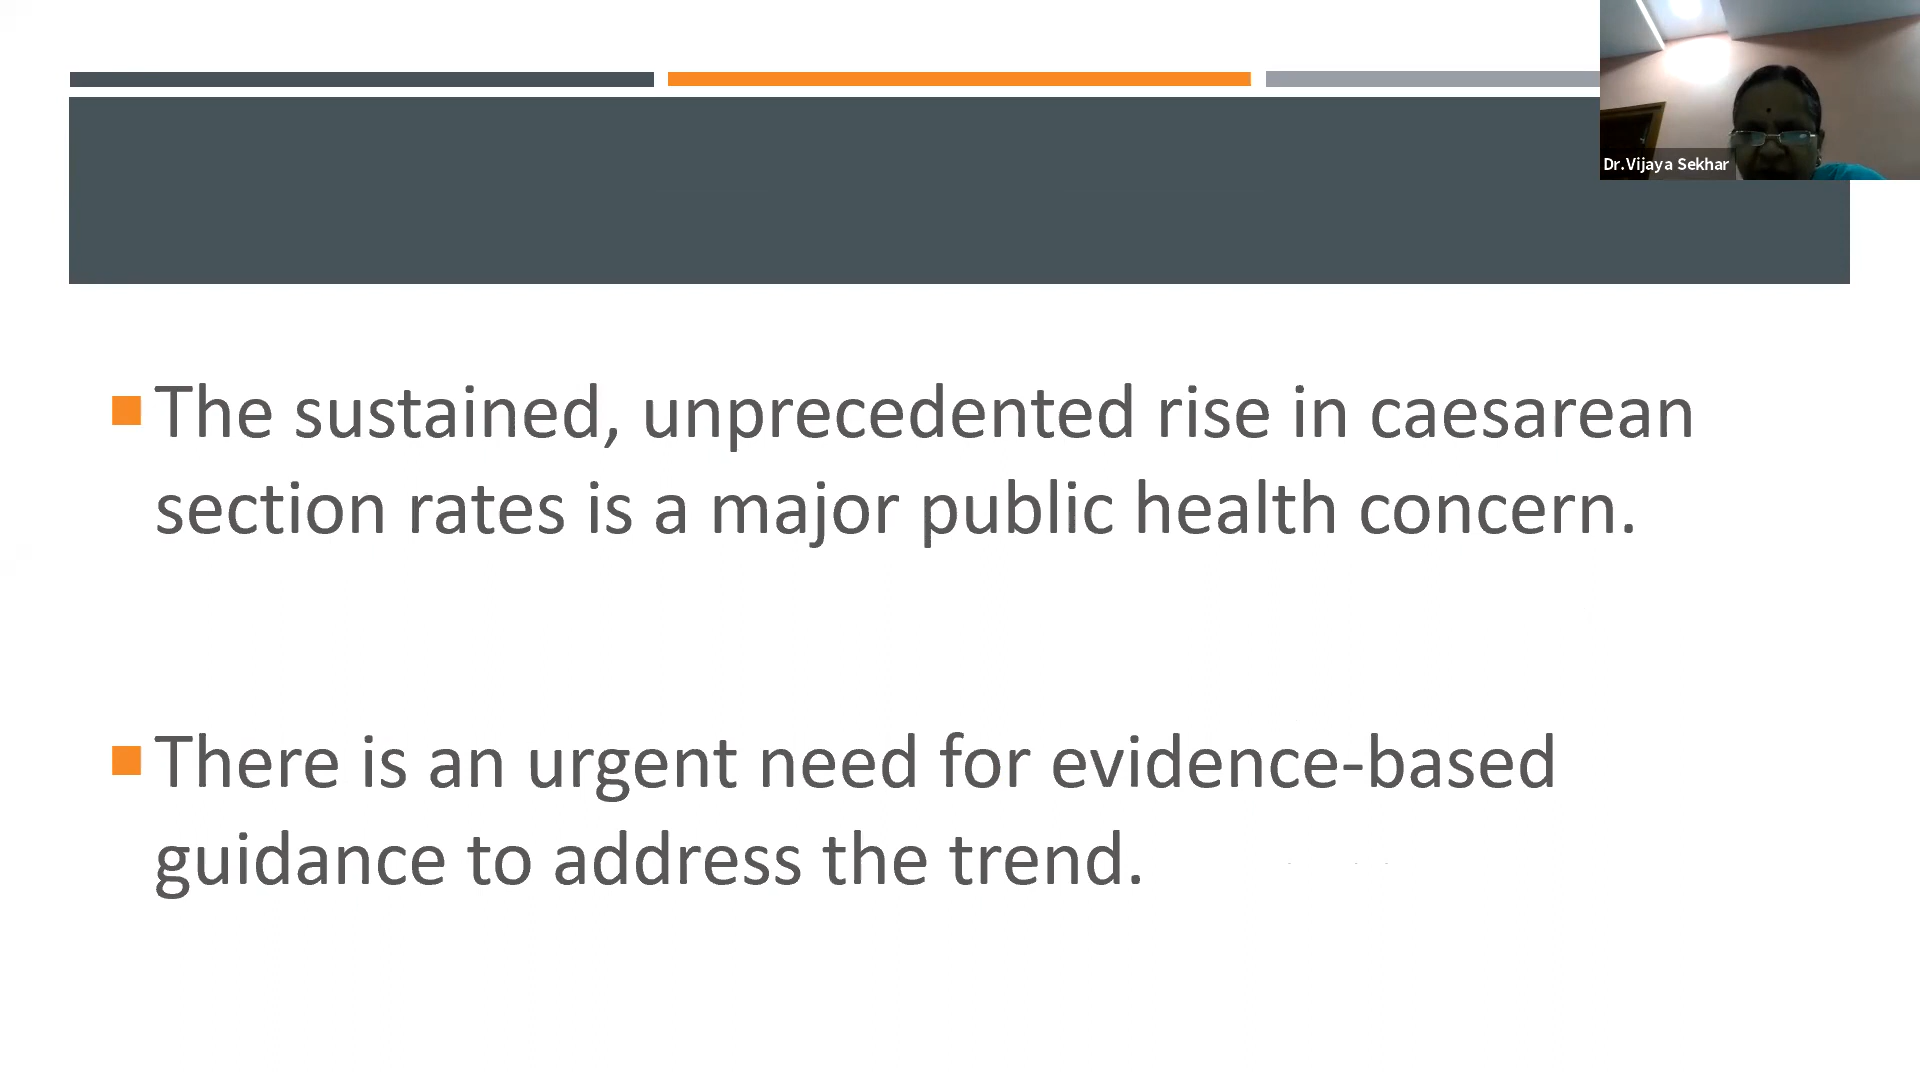 Dr.Vijaya Sekhar
The sustained, unprecedented rise in caesarean
section rates is a major public health concern.
There is an urgent need for evidence-based
guidance to address the trend.